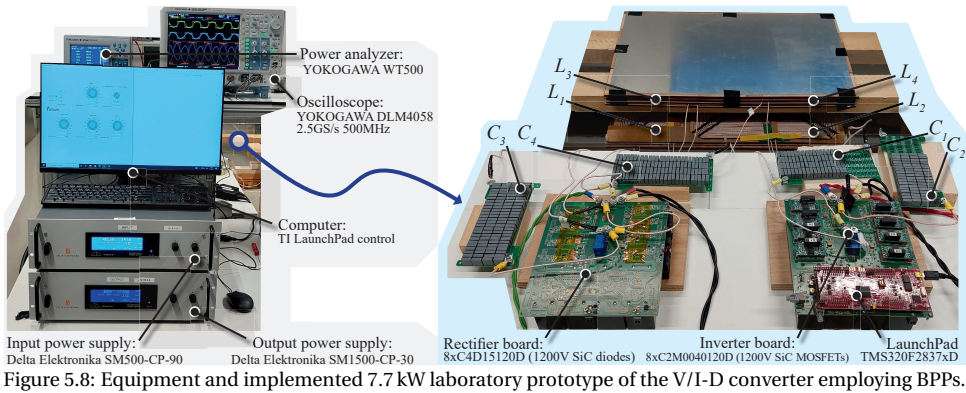 Power analyzer:
YOKOGAWA WT500
Oscilloscope:
YOKOGAWA DLM4058
2.5GS/s 500MHz
Computer:
TI LaunchPad control
Input power supply:
Delta Elektronika SM500-CP-90
Output power supply:
Delta Elektronika SM1500-CP-30
L3
L4
L1
L2
C3
C4
C1
C2
Rectifier board:
8xC4D15120D (1200V SiC diodes)
Inverter board:
8xC2M0040120D (1200V SiC MOSFETs)
LaunchPad
TMS320F2837xD
Figure 5.8: Equipment and implemented 7.7 kW laboratory prototype of the V/I-D converter employing BPPs.